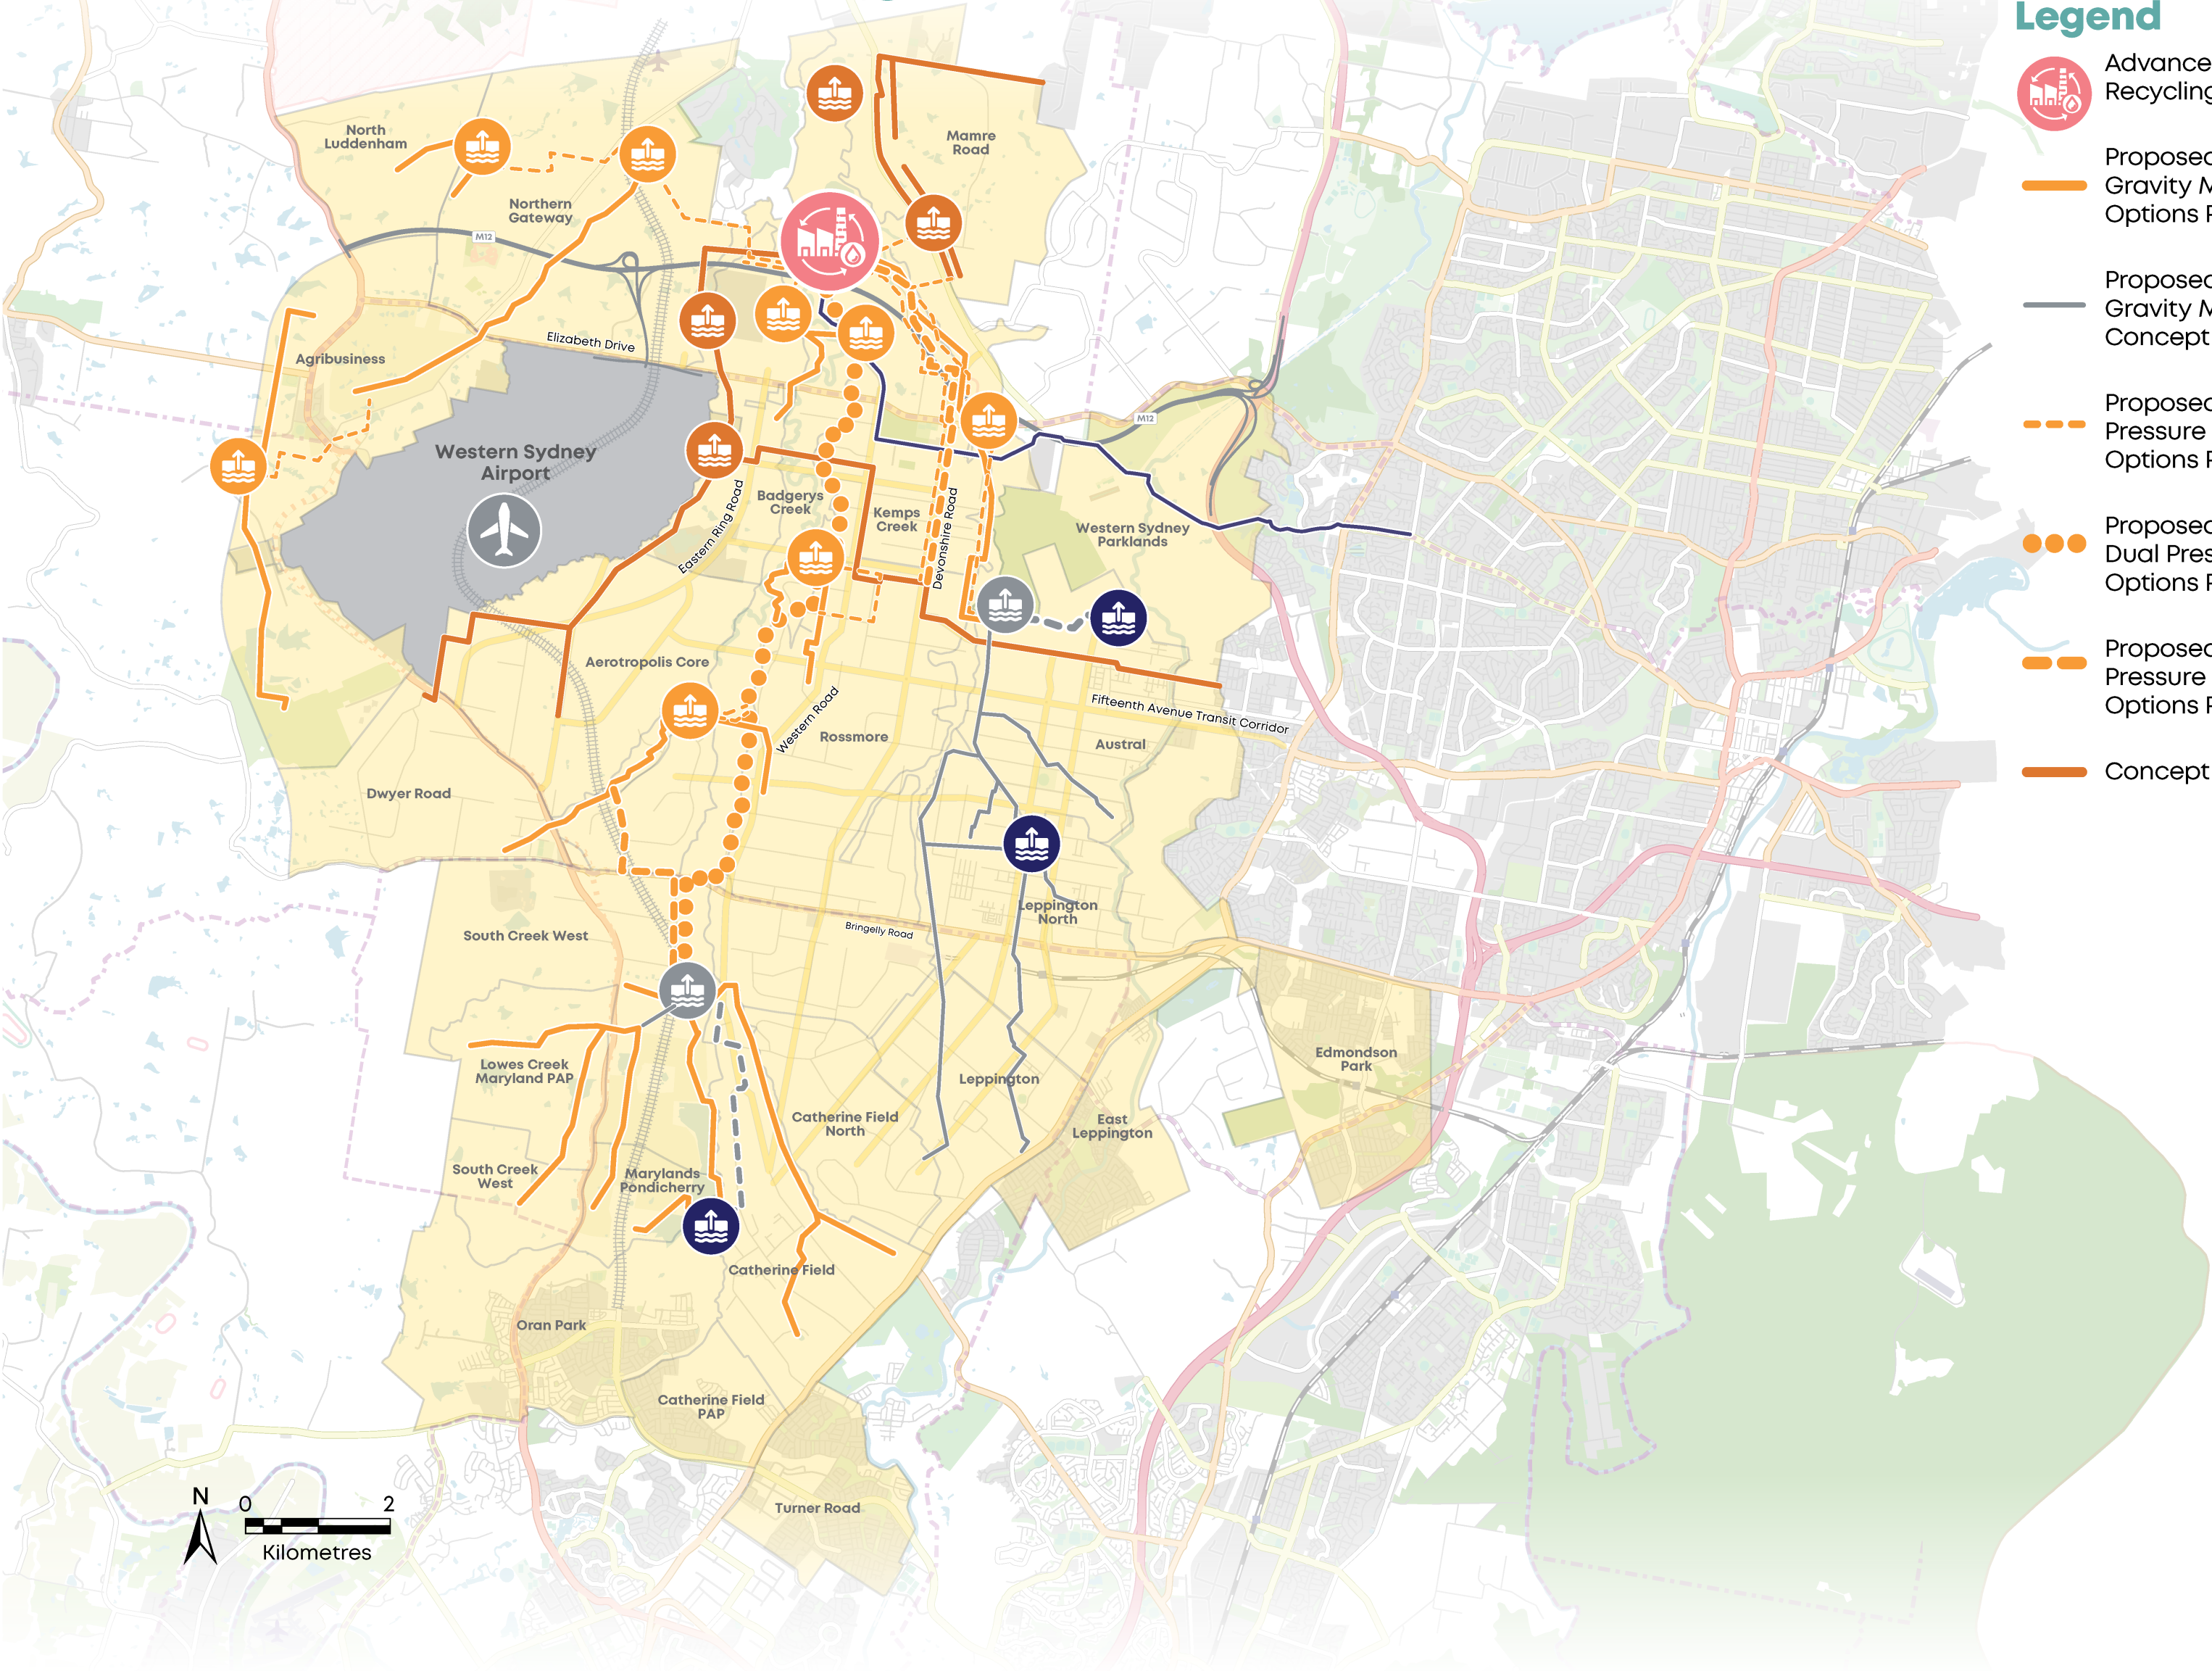 Legend
Advance
Recycling
Proposed
Gravity M
Options P
Proposed
Gravity M
Concept
Proposed
Pressure
Options P
Proposed
Dual Pres
Options P
Proposed
Pressure
Options P
Concept
North
Luddenham
Mamre
Road
Northern
Gateway
M12
Elizabeth Drive
Agribusiness
M12
Western Sydney
Airport
Badgerys
Creek
Kemps
Creek
Eastern Ring Road
Devonshire Road
Western Sydney
Parklands
Aerotropolis Core
Western Road
Fifteenth Avenue Transit Corridor
Rossmore
Austral
Dwyer Road
Leppington
North
Bringelly Road
South Creek West
Lowes Creek
Maryland PAP
Edmondson
Park
Leppington
Catherine Field
North
East
Leppington
South Creek
West
Marylands
Pondicherry
Catherine Field
Oran Park
Catherine Field
PAP
Turner Road
N
0 2
Kilometres